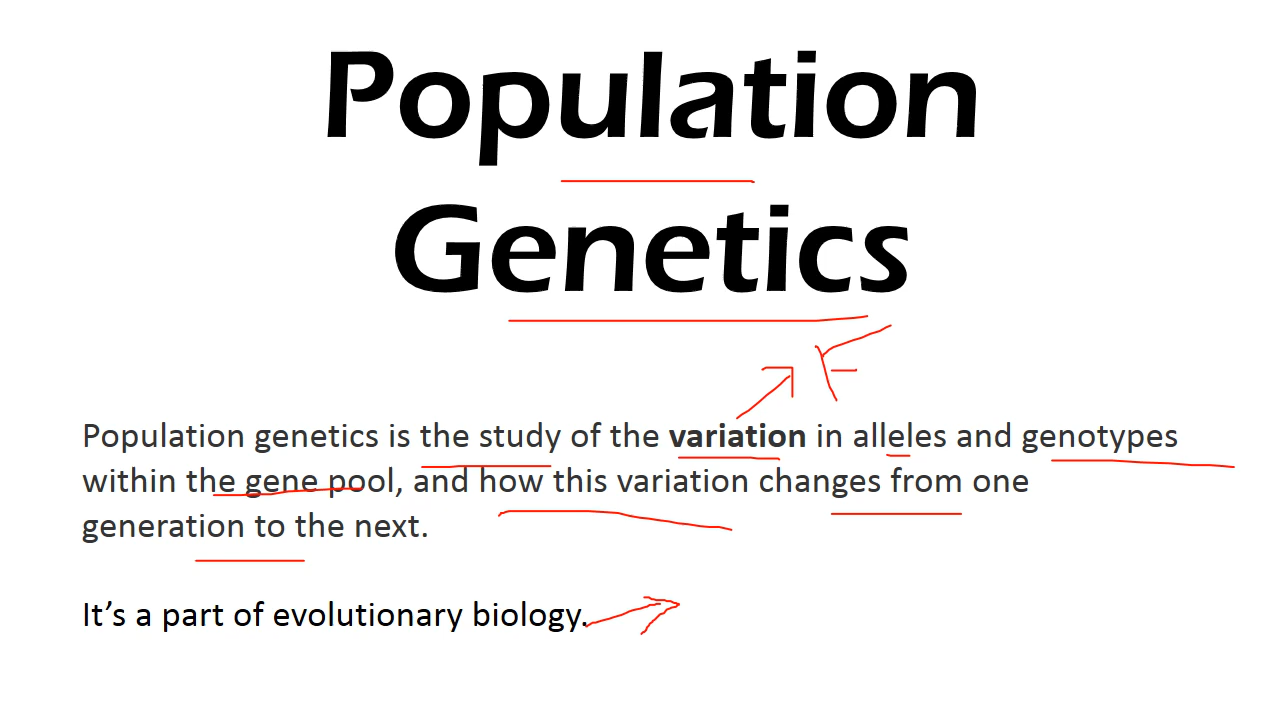 Population
Genetics
F
Population genetics is the study of the variation in alleles and genotypes
within the gene pool, and how this variation changes from one
generation to the next.
It’s a part of evolutionary biology.